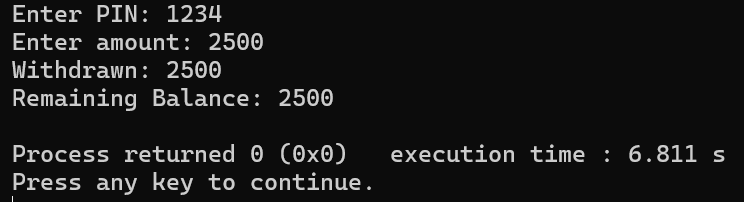 Enter PIN: 1234
Enter amount: 2500
Withdrawn: 2500
Remaining Balance: 2500
Process returned 0 (0x0)   execution time : 6.811 s
Press any key to continue.